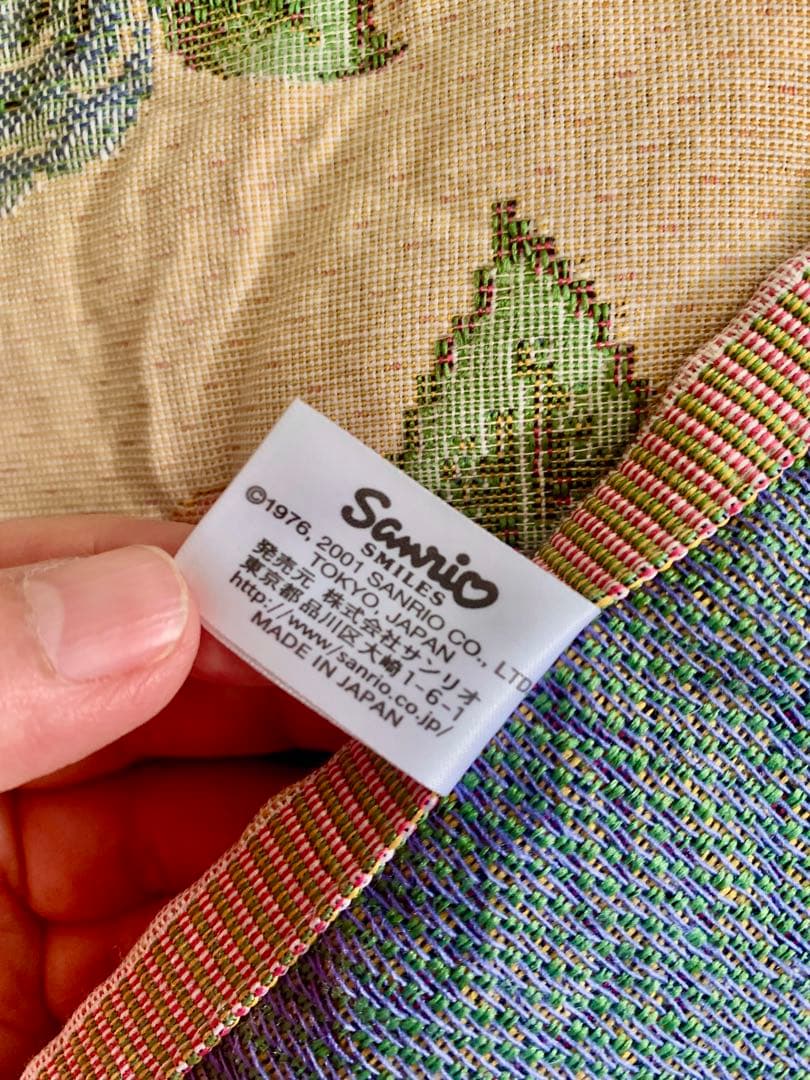 Sanrio
SMILES
©1976, 2001 SANRIO CO., LTD
TOKYO, JAPAN
発売元 株式会社サンリオ
東京都品川区大崎1-6-1
http://www/sanrio.co.jp/
MADE IN JAPAN